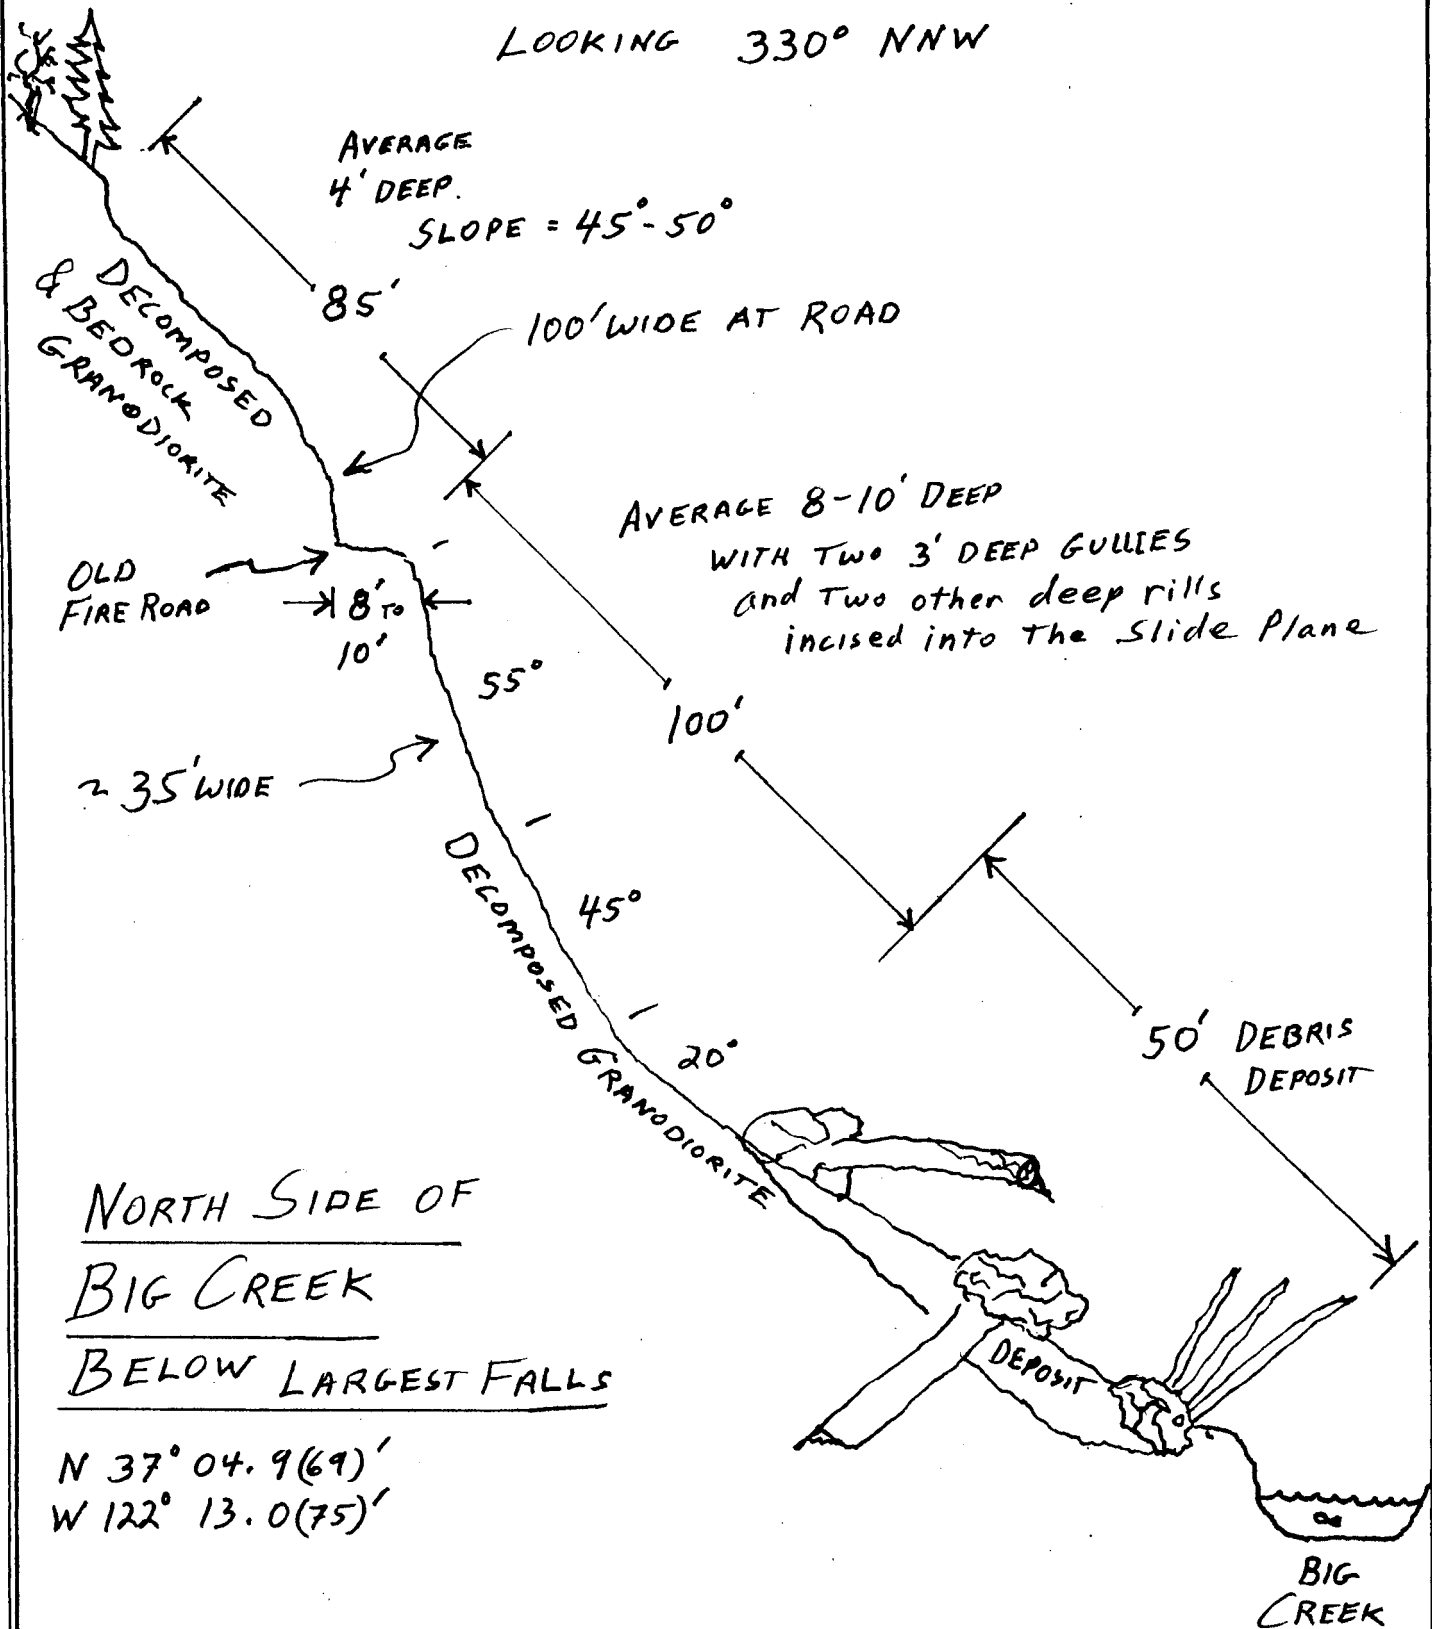 LOOKING 330° NNW
AVERAGE
4' DEEP.
SLOPE = 45°-50°
85'
DECOMPOSED
& BEDROCK
GRANODIORITE
100' WIDE AT ROAD
AVERAGE 8-10' DEEP
WITH TWO 3' DEEP GULLIES
and Two other deep rills
incised into The Slide Plane
OLD
FIRE ROAD
8' TO
10'
55°
100'
~ 35' WIDE
45°
DECOMPOSED GRANODIORITE
20°
50' DEBRIS
DEPOSIT
NORTH SIDE OF
BIG CREEK
BELOW LARGEST FALLS
DEPOSIT
N 37° 04.9(69)'
W 122° 13.0(75)'
BIG
CREEK